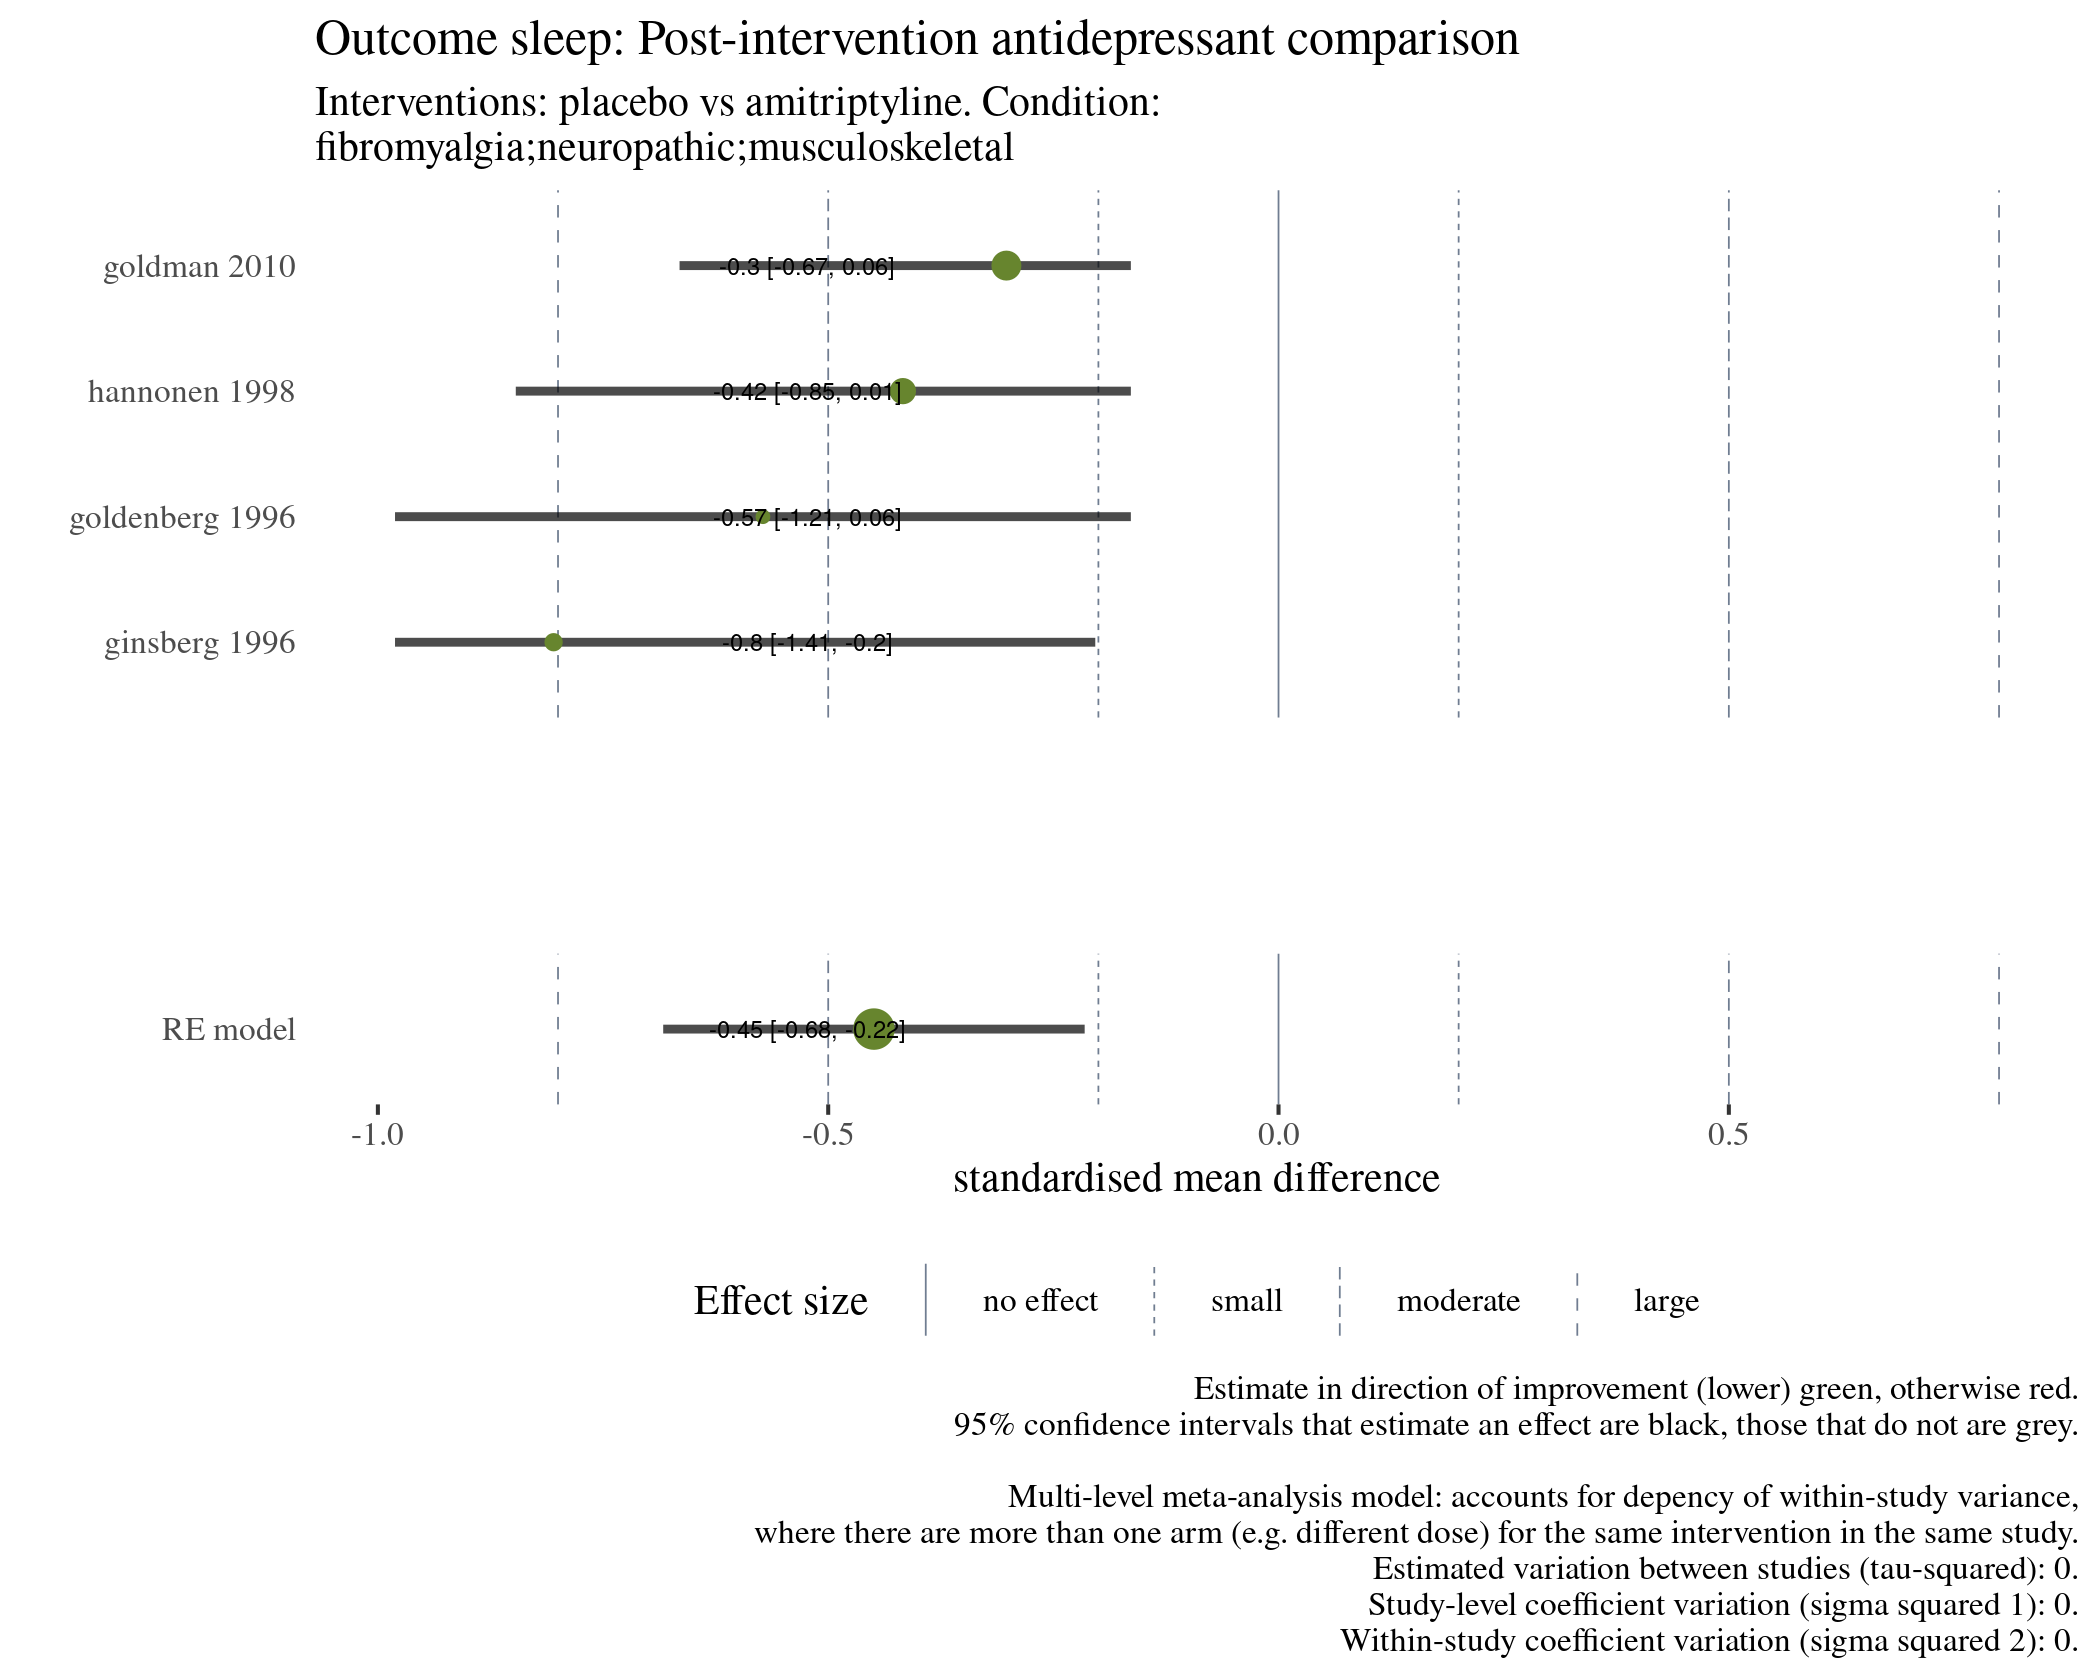 Outcome sleep: Post-intervention antidepressant comparison
Interventions: placebo vs amitriptyline. Condition:
fibromyalgia;neuropathic;musculoskeletal
goldman 2010
-0.3 [-0.67, 0.06]
hannonen 1998
-0.42 [-0.85, 0.01]
goldenberg 1996
-0.57 [-1.21, 0.06]
ginsberg 1996
-0.8 [-1.41, -0.2]
RE model
-0.45 [-0.68, -0.22]
-1.0 -0.5 0.0 0.5
standardised mean difference
Effect size no effect small moderate large
Estimate in direction of improvement (lower) green, otherwise red.
95% confidence intervals that estimate an effect are black, those that do not are grey.
Multi-level meta-analysis model: accounts for depency of within-study variance,
where there are more than one arm (e.g. different dose) for the same intervention in the same study.
Estimated variation between studies (tau-squared): 0.
Study-level coefficient variation (sigma squared 1): 0.
Within-study coefficient variation (sigma squared 2): 0.